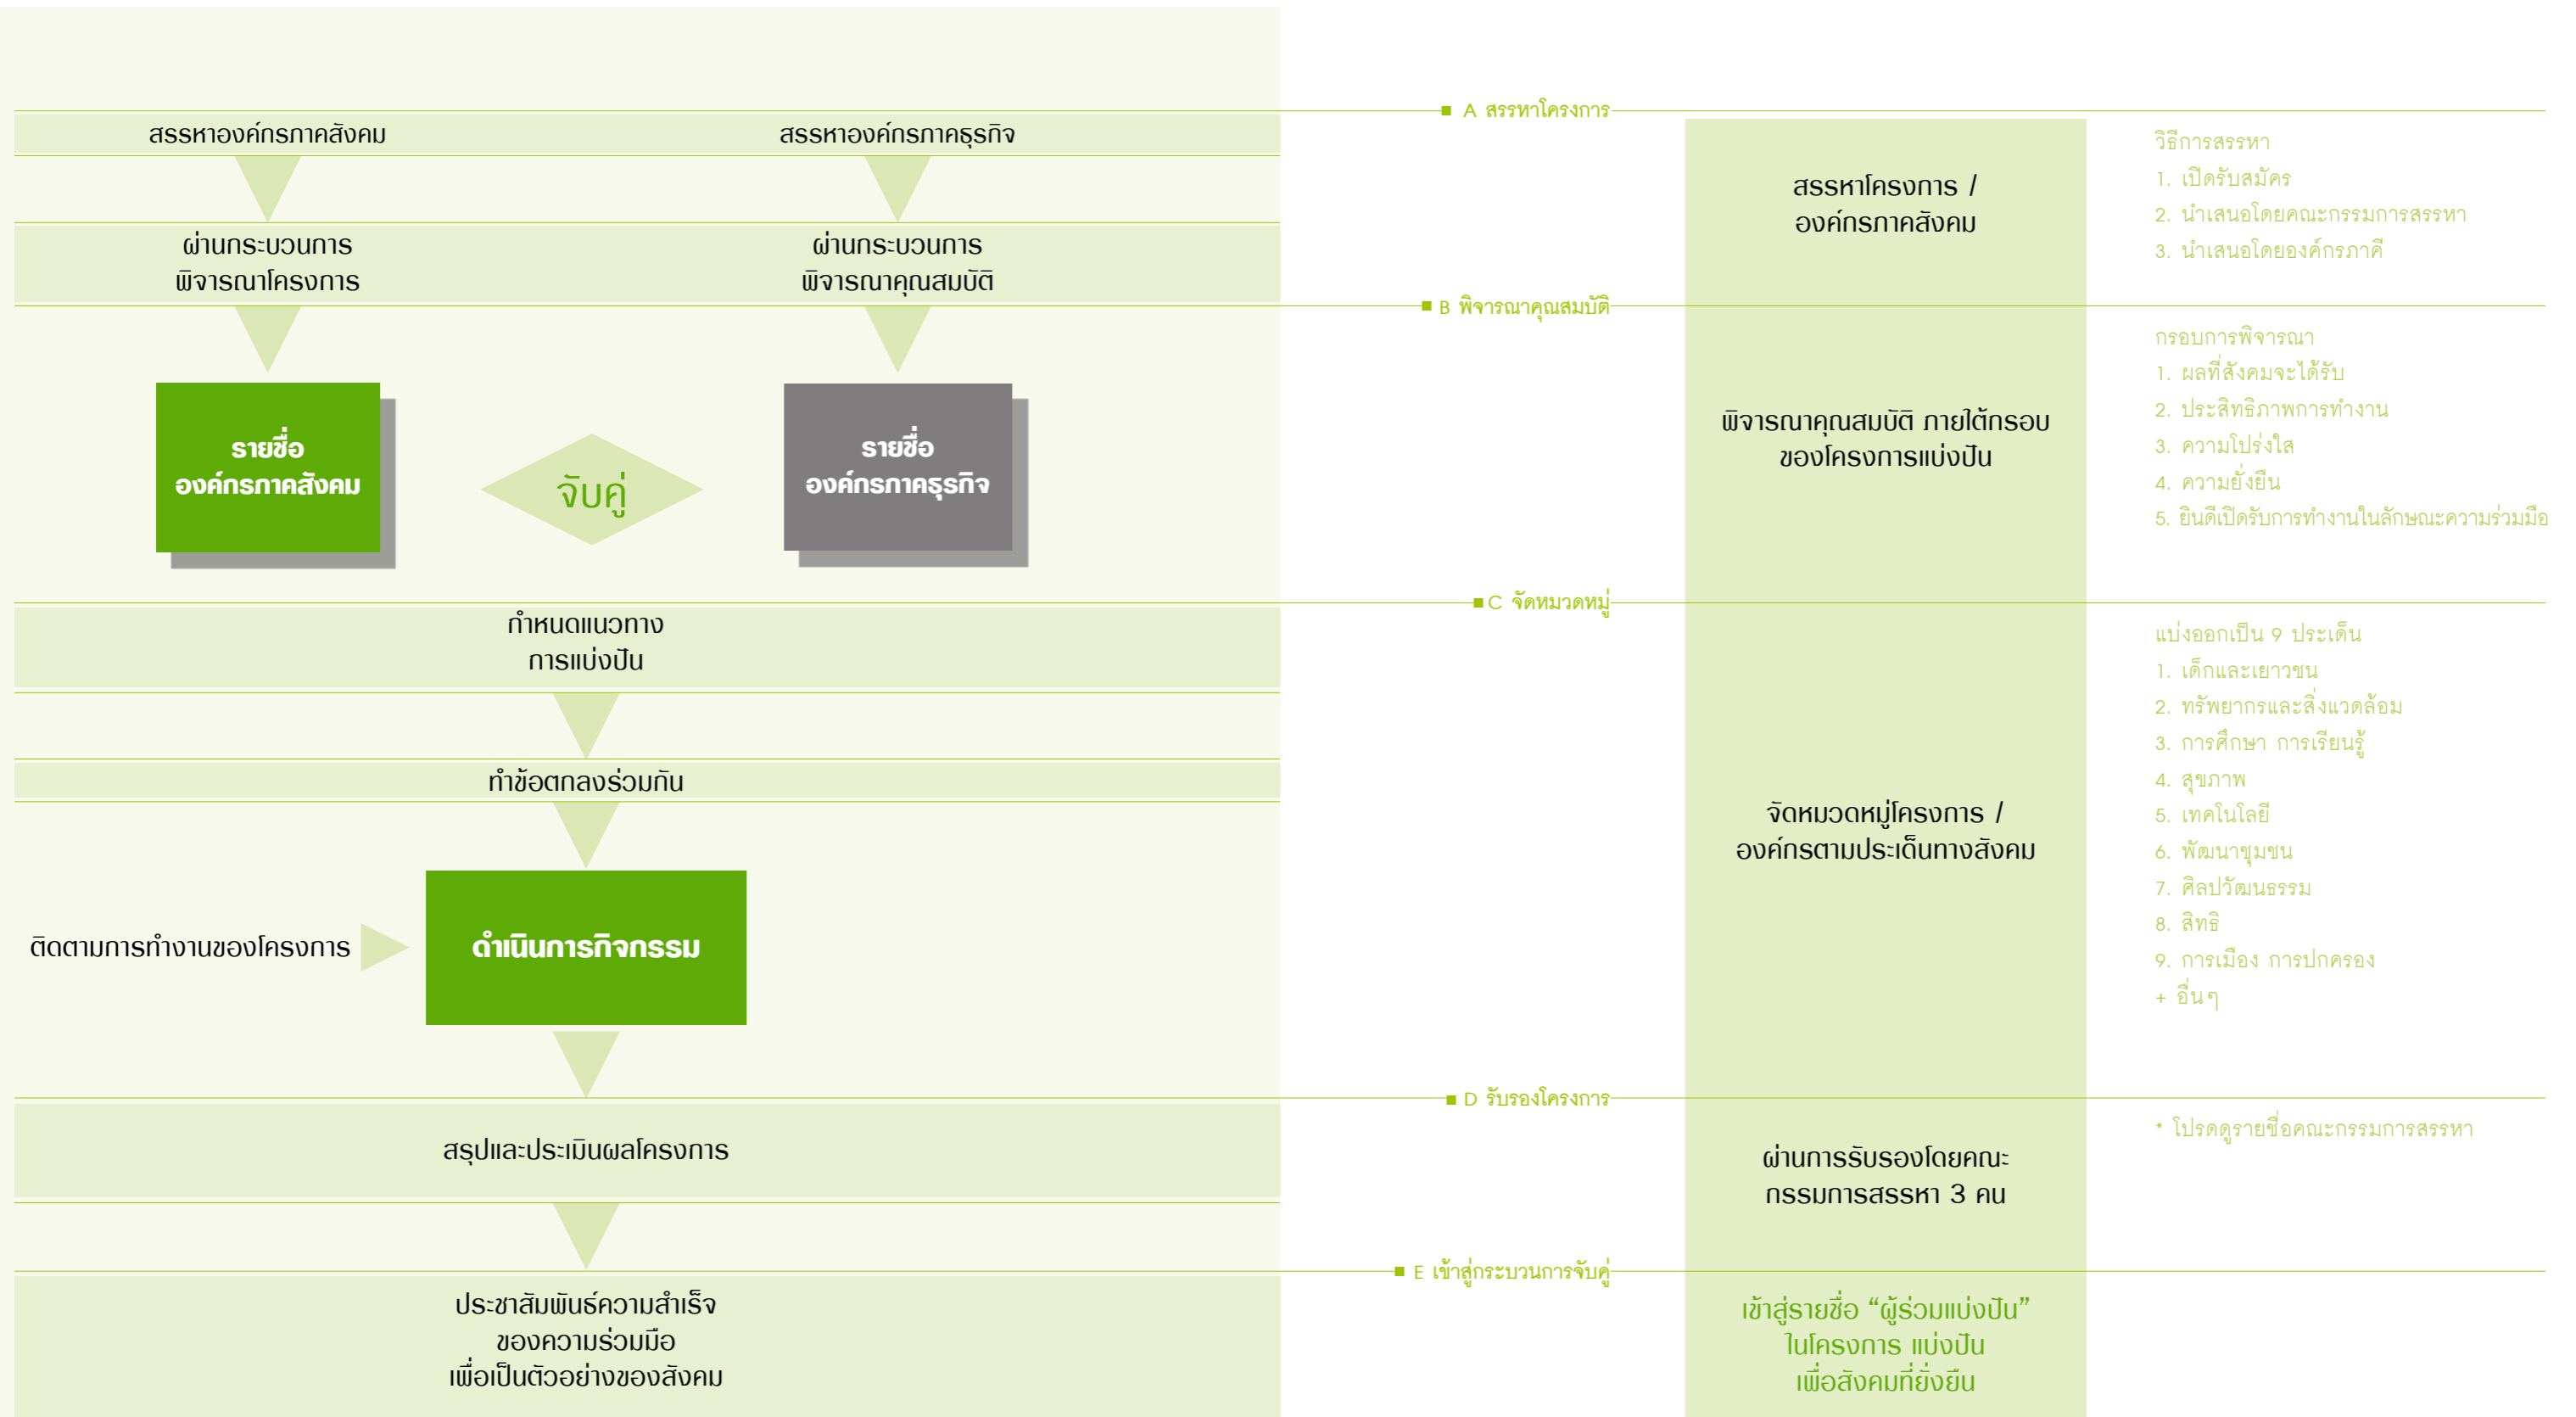 สรรหาองค์กรภาคสังคม
สรรหาองค์กรภาคธุรกิจ
ผ่านกระบวนการ
พิจารณาโครงการ
ผ่านกระบวนการ
พิจารณาคุณสมบัติ
รายชื่อ
องค์กรภาคสังคม
จับคู่
รายชื่อ
องค์กรภาคธุรกิจ
กำหนดแนวทาง
การแบ่งปัน
ทำข้อตกลงร่วมกัน
ติดตามการทำงานของโครงการ
ดำเนินการกิจกรรม
สรุปและประเมินผลโครงการ
ประชาสัมพันธ์ความสำเร็จ
ของความร่วมมือ
เพื่อเป็นตัวอย่างของสังคม
A สรรหาโครงการ
สรรหาโครงการ /
องค์กรภาคสังคม
วิธีการสรรหา
1. เปิดรับสมัคร
2. นำเสนอโดยคณะกรรมการสรรหา
3. นำเสนอโดยองค์กรภาคี
B พิจารณาคุณสมบัติ
พิจารณาคุณสมบัติ ภายใต้กรอบ
ของโครงการแบ่งปัน
กรอบการพิจารณา
1. ผลที่สังคมจะได้รับ
2. ประสิทธิภาพการทำงาน
3. ความโปร่งใส
4. ความยั่งยืน
5. ยินดีเปิดรับการทำงานในลักษณะความร่วมมือ
C จัดหมวดหมู่
จัดหมวดหมู่โครงการ /
องค์กรตามประเด็นทางสังคม
แบ่งออกเป็น 9 ประเด็น
1. เด็กและเยาวชน
2. ทรัพยากรและสิ่งแวดล้อม
3. การศึกษา การเรียนรู้
4. สุขภาพ
5. เทคโนโลยี
6. พัฒนาชุมชน
7. ศิลปวัฒนธรรม
8. สิทธิ
9. การเมือง การปกครอง
+ อื่นๆ
D รับรองโครงการ
ผ่านการรับรองโดยคณะ
กรรมการสรรหา 3 คน
* โปรดดูรายชื่อคณะกรรมการสรรหา
E เข้าสู่กระบวนการจับคู่
เข้าสู่รายชื่อ “ผู้ร่วมแบ่งปัน”
ในโครงการ แบ่งปัน
เพื่อสังคมที่ยั่งยืน